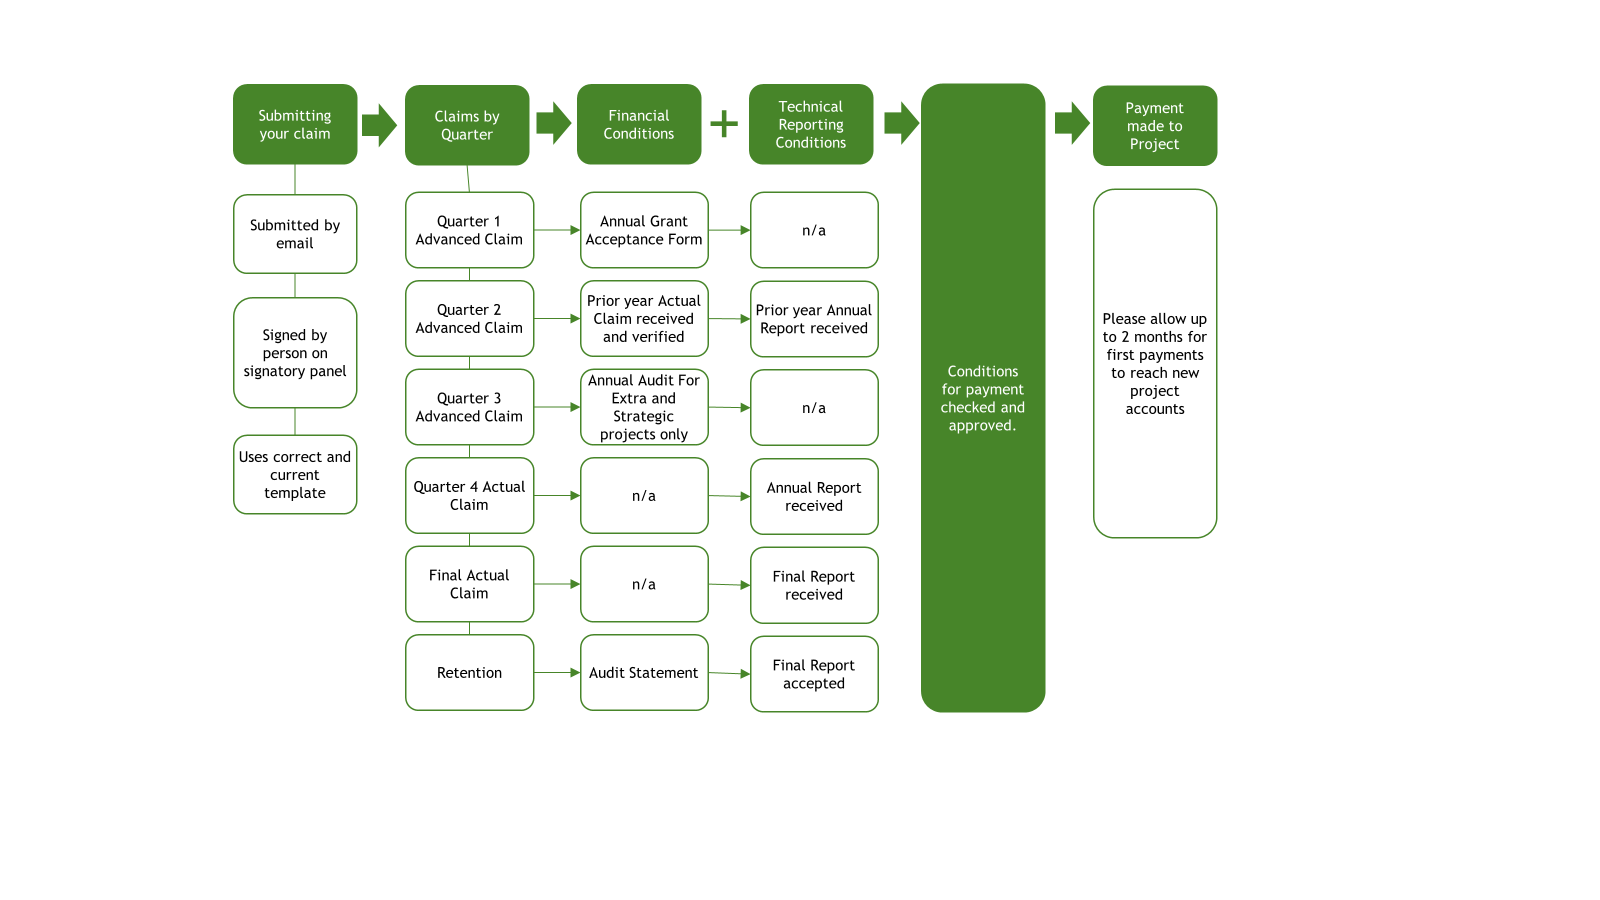 Submitting
your claim
Claims by
Quarter
Financial
Conditions
+
Technical
Reporting
Conditions
Payment
made to
Project
Submitted by
email
Signed by
person on
signatory panel
Uses correct and
current
template
Quarter 1
Advanced Claim
Annual Grant
Acceptance Form
n/a
Quarter 2
Advanced Claim
Prior year Actual
Claim received
and verified
Prior year Annual
Report received
Quarter 3
Advanced Claim
Annual Audit For
Extra and
Strategic
projects only
n/a
Quarter 4 Actual
Claim
n/a
Annual Report
received
Final Actual
Claim
n/a
Final Report
received
Retention
Audit Statement
Final Report
accepted
Conditions
for payment
checked and
approved.
Please allow up
to 2 months for
first payments
to reach new
project
accounts